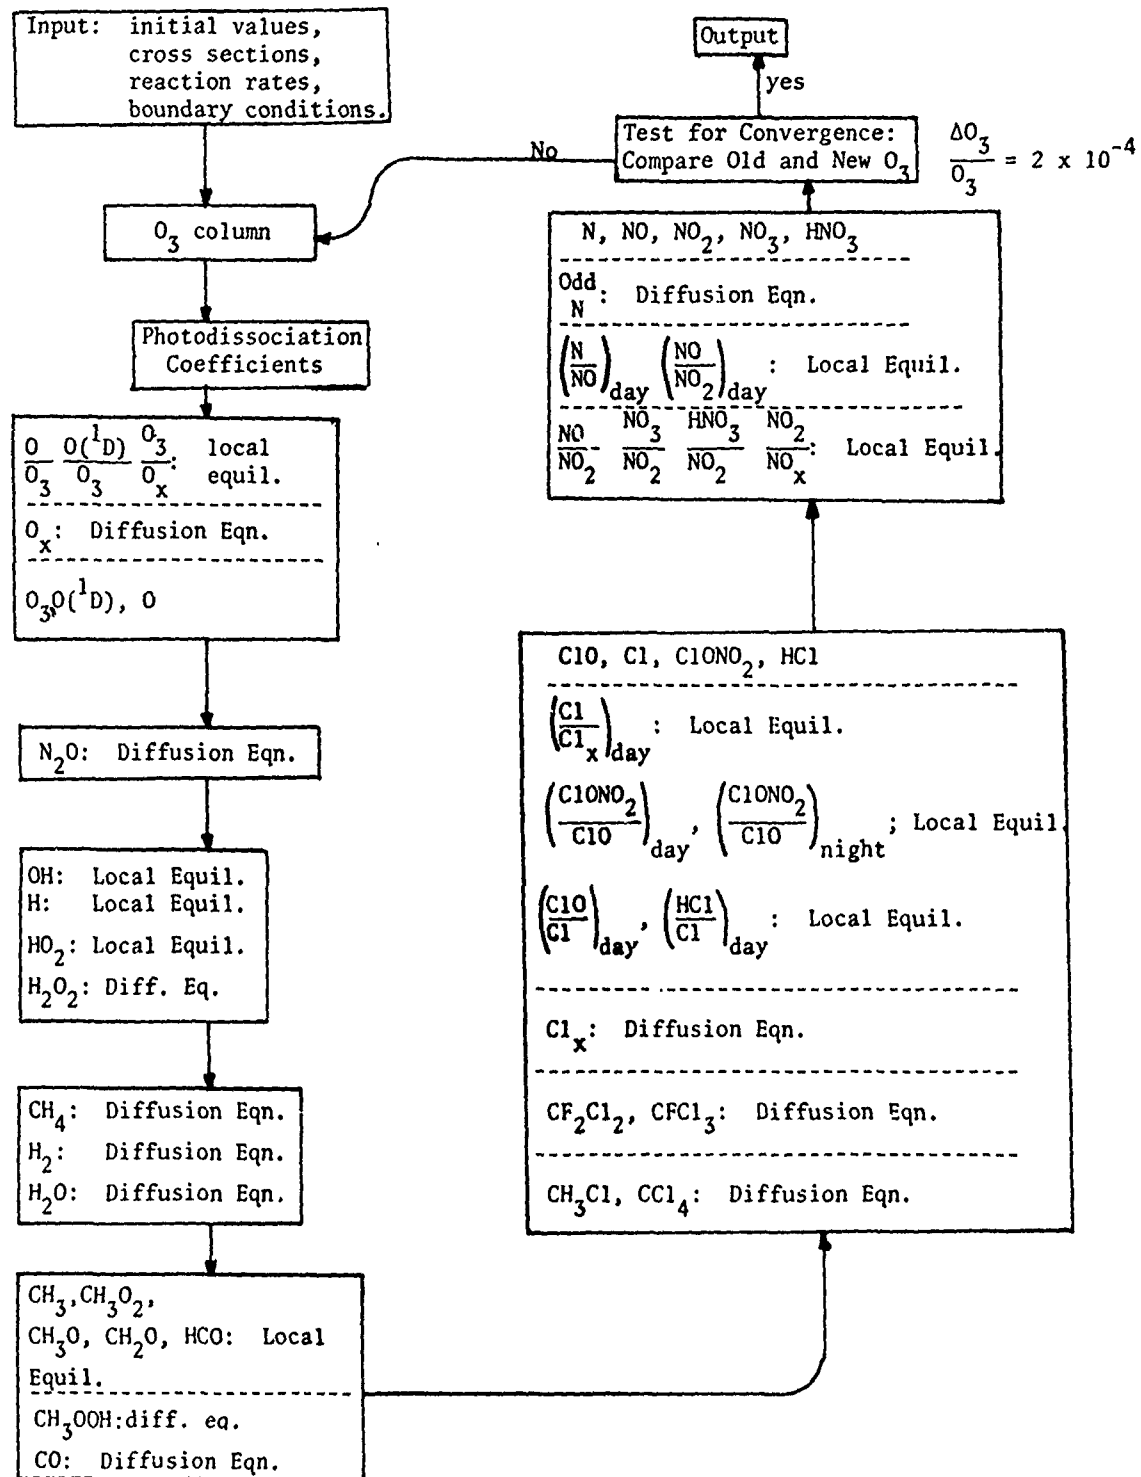 Input: initial values,
cross sections,
reaction rates,
boundary conditions.
O3 column
Photodissociation
Coefficients
O/O3 O(1D)/O3 O3/Ox: local
equil.
Ox: Diffusion Eqn.
O3, O(1D), O
N2O: Diffusion Eqn.
OH: Local Equil.
H: Local Equil.
HO2: Local Equil.
H2O2: Diff. Eq.
CH4: Diffusion Eqn.
H2: Diffusion Eqn.
H2O: Diffusion Eqn.
CH3, CH3O2,
CH3O, CH2O, HCO: Local
Equil.
CH3OOH: diff. eq.
CO: Diffusion Eqn.
Output
yes
Test for Convergence:
Compare Old and New O3
ΔO3/O3 = 2 x 10^-4
No
N, NO, NO2, NO3, HNO3
Odd N: Diffusion Eqn.
(N/NO)day (NO/NO2)day: Local Equil.
NO/NO2 NO3/NO2 HNO3/NO2 NO2/NOx: Local Equil.
ClO, Cl, ClONO2, HCl
(Cl/Clx)day: Local Equil.
(ClONO2/ClO)day, (ClONO2/ClO)night; Local Equil.
(ClO/Cl)day, (HCl/Cl)day: Local Equil.
Clx: Diffusion Eqn.
CF2Cl2, CFCl3: Diffusion Eqn.
CH3Cl, CCl4: Diffusion Eqn.